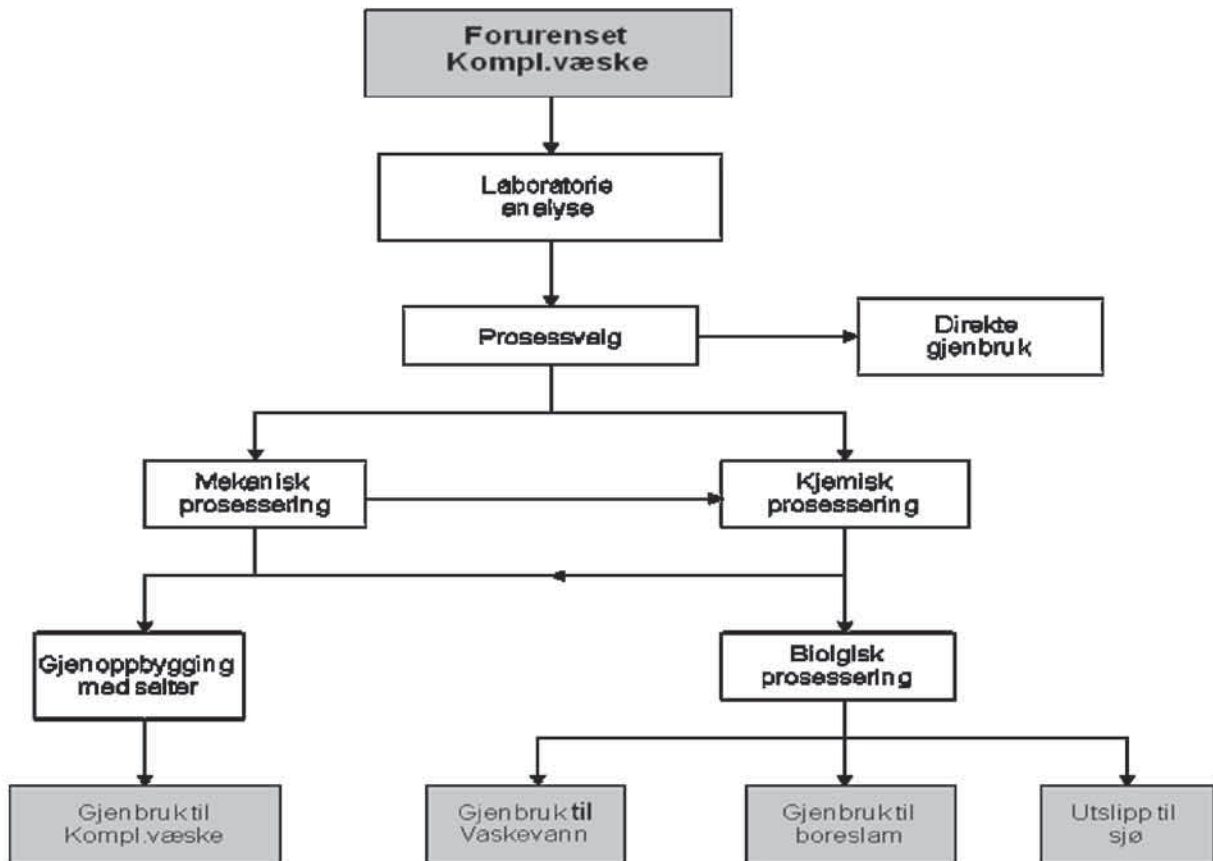 Forurenset
Kompl.væske
Laboratorie
analyse
Prosessvalg
Direkte
gjenbruk
Mekanisk
prosessering
Kjemisk
prosessering
Gjenoppbygging
med salter
Biolgisk
prosessering
Gjenbruk til
Kompl.væske
Gjenbruk til
Vaskevann
Gjenbruk til
boreslam
Utslipp til
sjø